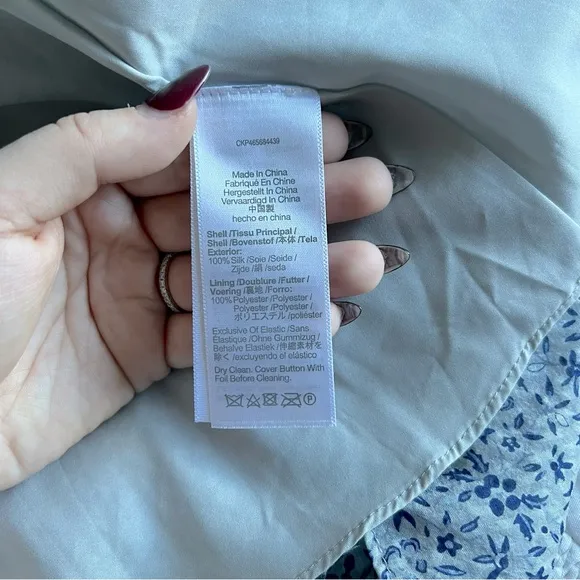 CKP465684439
Made In China
Fabriqué En Chine
Hergestellt In China
Vervaardigd In China
中国製
hecho en china
Shell /Tissu Principal /
Shell /Bovenstof /本体 /Tela
Exterior:
100% Silk /Soie /Seide /
Zijde /絹 /seda
Lining /Doublure /Futter /
Voering /裏地 /Forro:
100% Polyester /Polyester /
Polyester /Polyester /
ポリエステル /poliester
Exclusive Of Elastic /Sans
Élastique /Ohne Gummizug /
Behalve Elastiek /伸縮素材を
除く /excluyendo el elástico
Dry Clean. Cover Button With
Foil Before Cleaning.
P